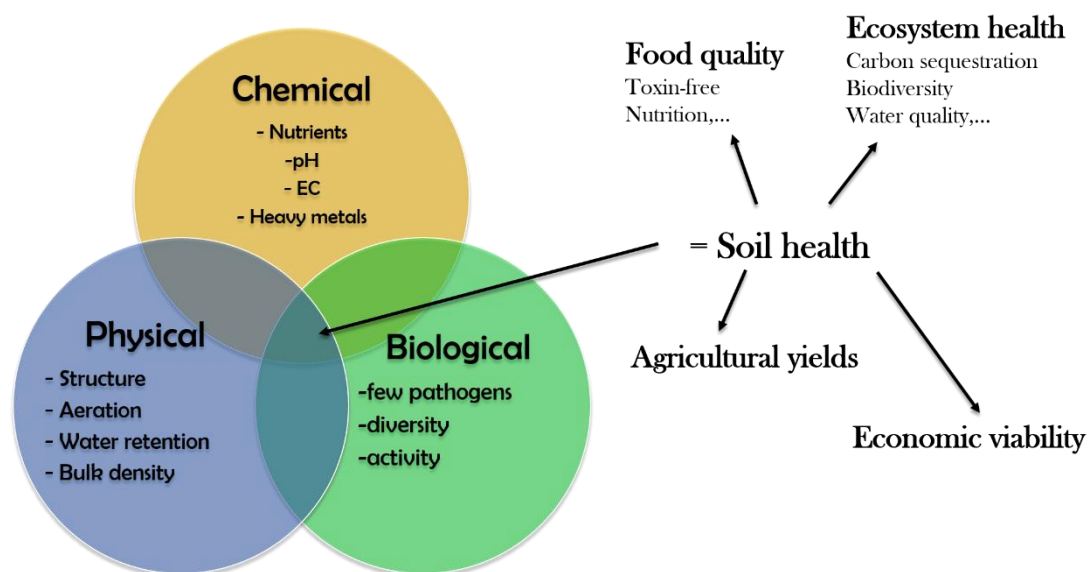 Chemical
- Nutrients
-pH
- EC
- Heavy metals
Physical
- Structure
- Aeration
- Water retention
- Bulk density
Biological
-few pathogens
-diversity
-activity
Food quality
Toxin-free
Nutrition,...
Ecosystem health
Carbon sequestration
Biodiversity
Water quality,...
= Soil health
Agricultural yields
Economic viability